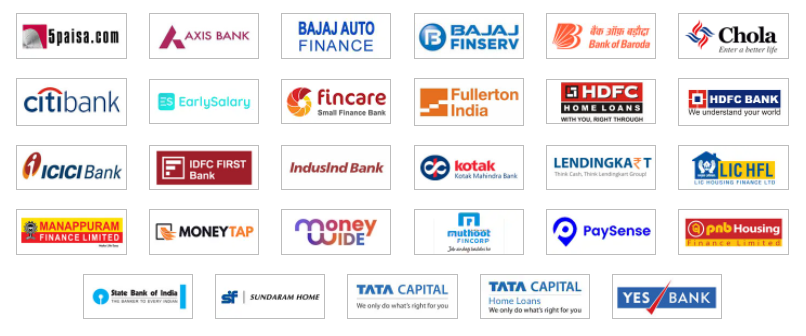 5paisa.com
AXIS BANK
BAJAJ AUTO
FINANCE
B BAJAJ
FINSERV
बैंक ऑफ़ बड़ौदा
Bank of Baroda
Chola
Enter a better life
citibank
ES EarlySalary
fincare
Small Finance Bank
Fullerton
India
HDFC
HOME LOANS
WITH YOU, RIGHT THROUGH
HDFC BANK
We understand your world
ICICI Bank
IDFC FIRST
Bank
IndusInd Bank
kotak
Kotak Mahindra Bank
LENDINGKA₹T
Think Cash, Think Lendingkart Group!
LIC HFL
LIC HOUSING FINANCE LTD
MANAPPURAM
FINANCE LIMITED
MONEYTAP
money
WIDE
muthoot
FINCORP
PaySense
pnb Housing
Finance Limited
State Bank of India
THE BANKER TO EVERY INDIAN
sf SUNDARAM HOME
TATA CAPITAL
We only do what's right for you
TATA CAPITAL
Home Loans
We only do what's right for you
YES BANK